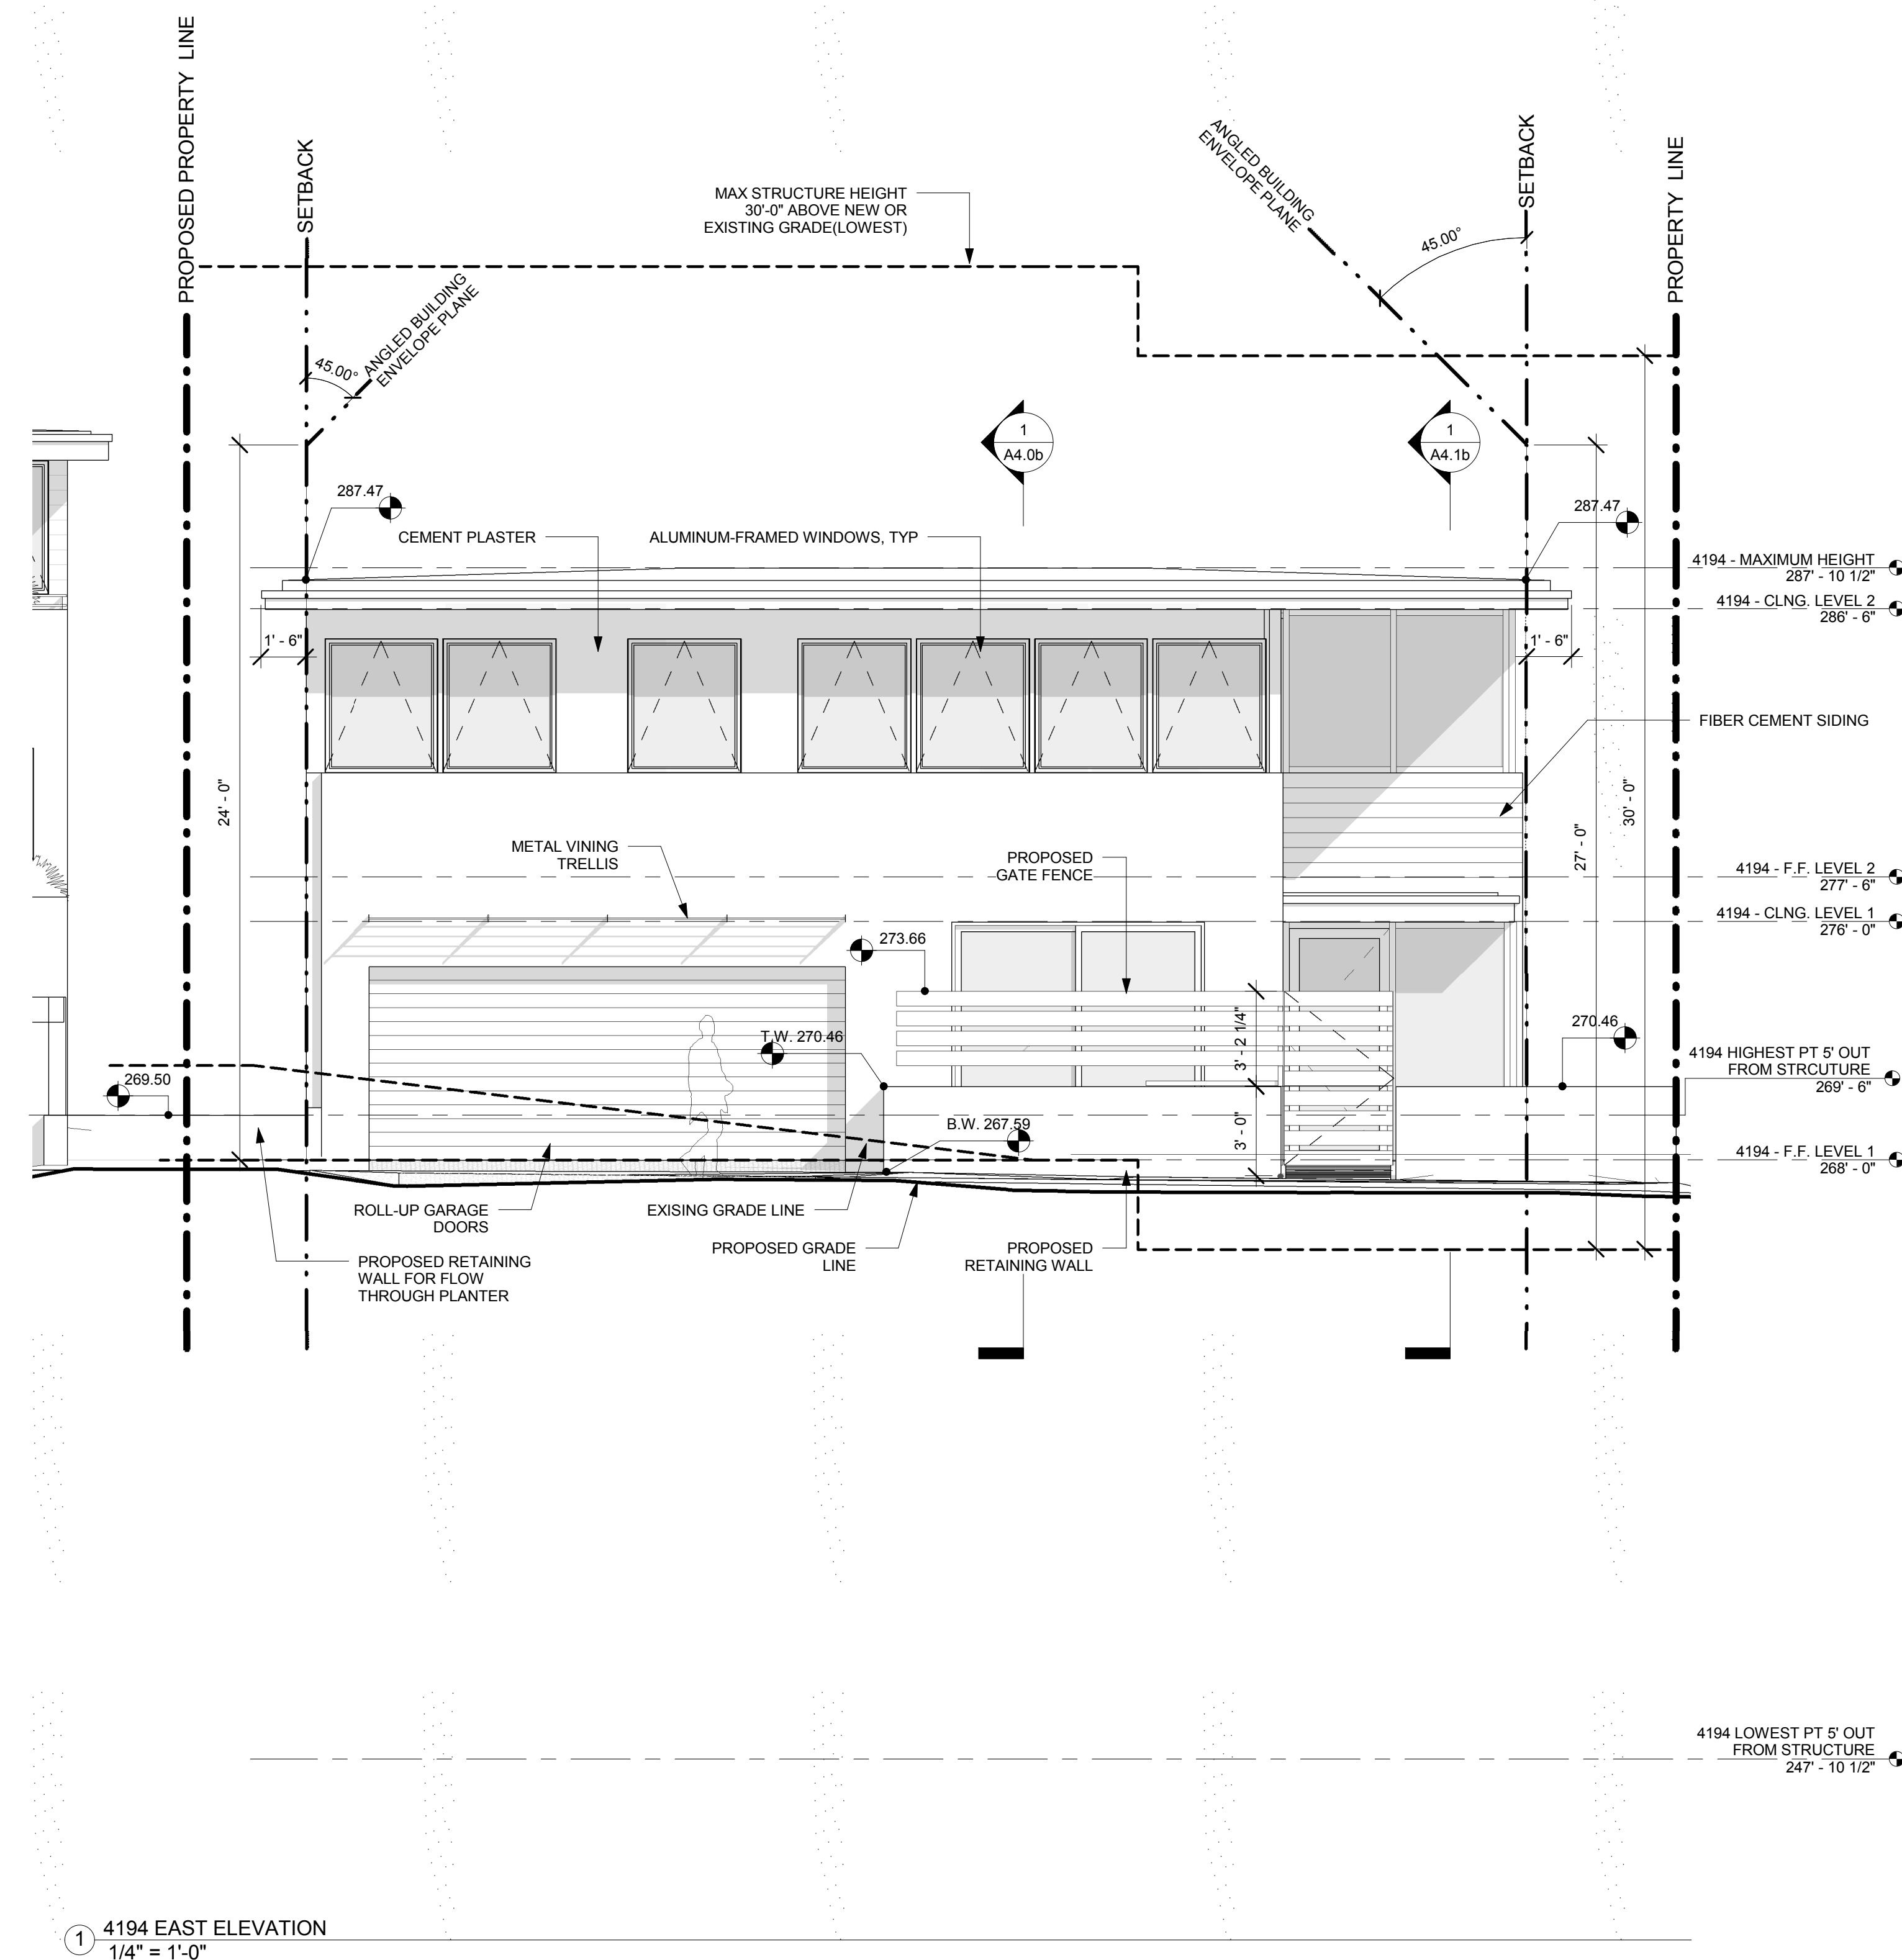 PROPOSED PROPERTY LINE
SETBACK
ANGLED BUILDING
ENVELOPE PLANE
SETBACK
PROPERTY LINE
MAX STRUCTURE HEIGHT
30'-0" ABOVE NEW OR
EXISTING GRADE(LOWEST)
45.00°
45.00°
ANGLED BUILDING
ENVELOPE PLANE
1
A4.0b
1
A4.1b
287.47
287.47
CEMENT PLASTER
ALUMINUM-FRAMED WINDOWS, TYP
4194 - MAXIMUM HEIGHT
287' - 10 1/2"
4194 - CLNG. LEVEL 2
286' - 6"
1' - 6"
1' - 6"
FIBER CEMENT SIDING
24' - 0"
27' - 0"
30' - 0"
METAL VINING
TRELLIS
PROPOSED
GATE FENCE
4194 - F.F. LEVEL 2
277' - 6"
4194 - CLNG. LEVEL 1
276' - 0"
273.66
3' - 2 1/4"
T.W. 270.46
270.46
4194 HIGHEST PT 5' OUT
FROM STRCUTURE
269' - 6"
269.50
B.W. 267.59
3' - 0"
4194 - F.F. LEVEL 1
268' - 0"
ROLL-UP GARAGE
DOORS
EXISING GRADE LINE
PROPOSED GRADE
LINE
PROPOSED
RETAINING WALL
PROPOSED RETAINING
WALL FOR FLOW
THROUGH PLANTER
4194 LOWEST PT 5' OUT
FROM STRUCTURE
247' - 10 1/2"
1
4194 EAST ELEVATION
1/4" = 1'-0"